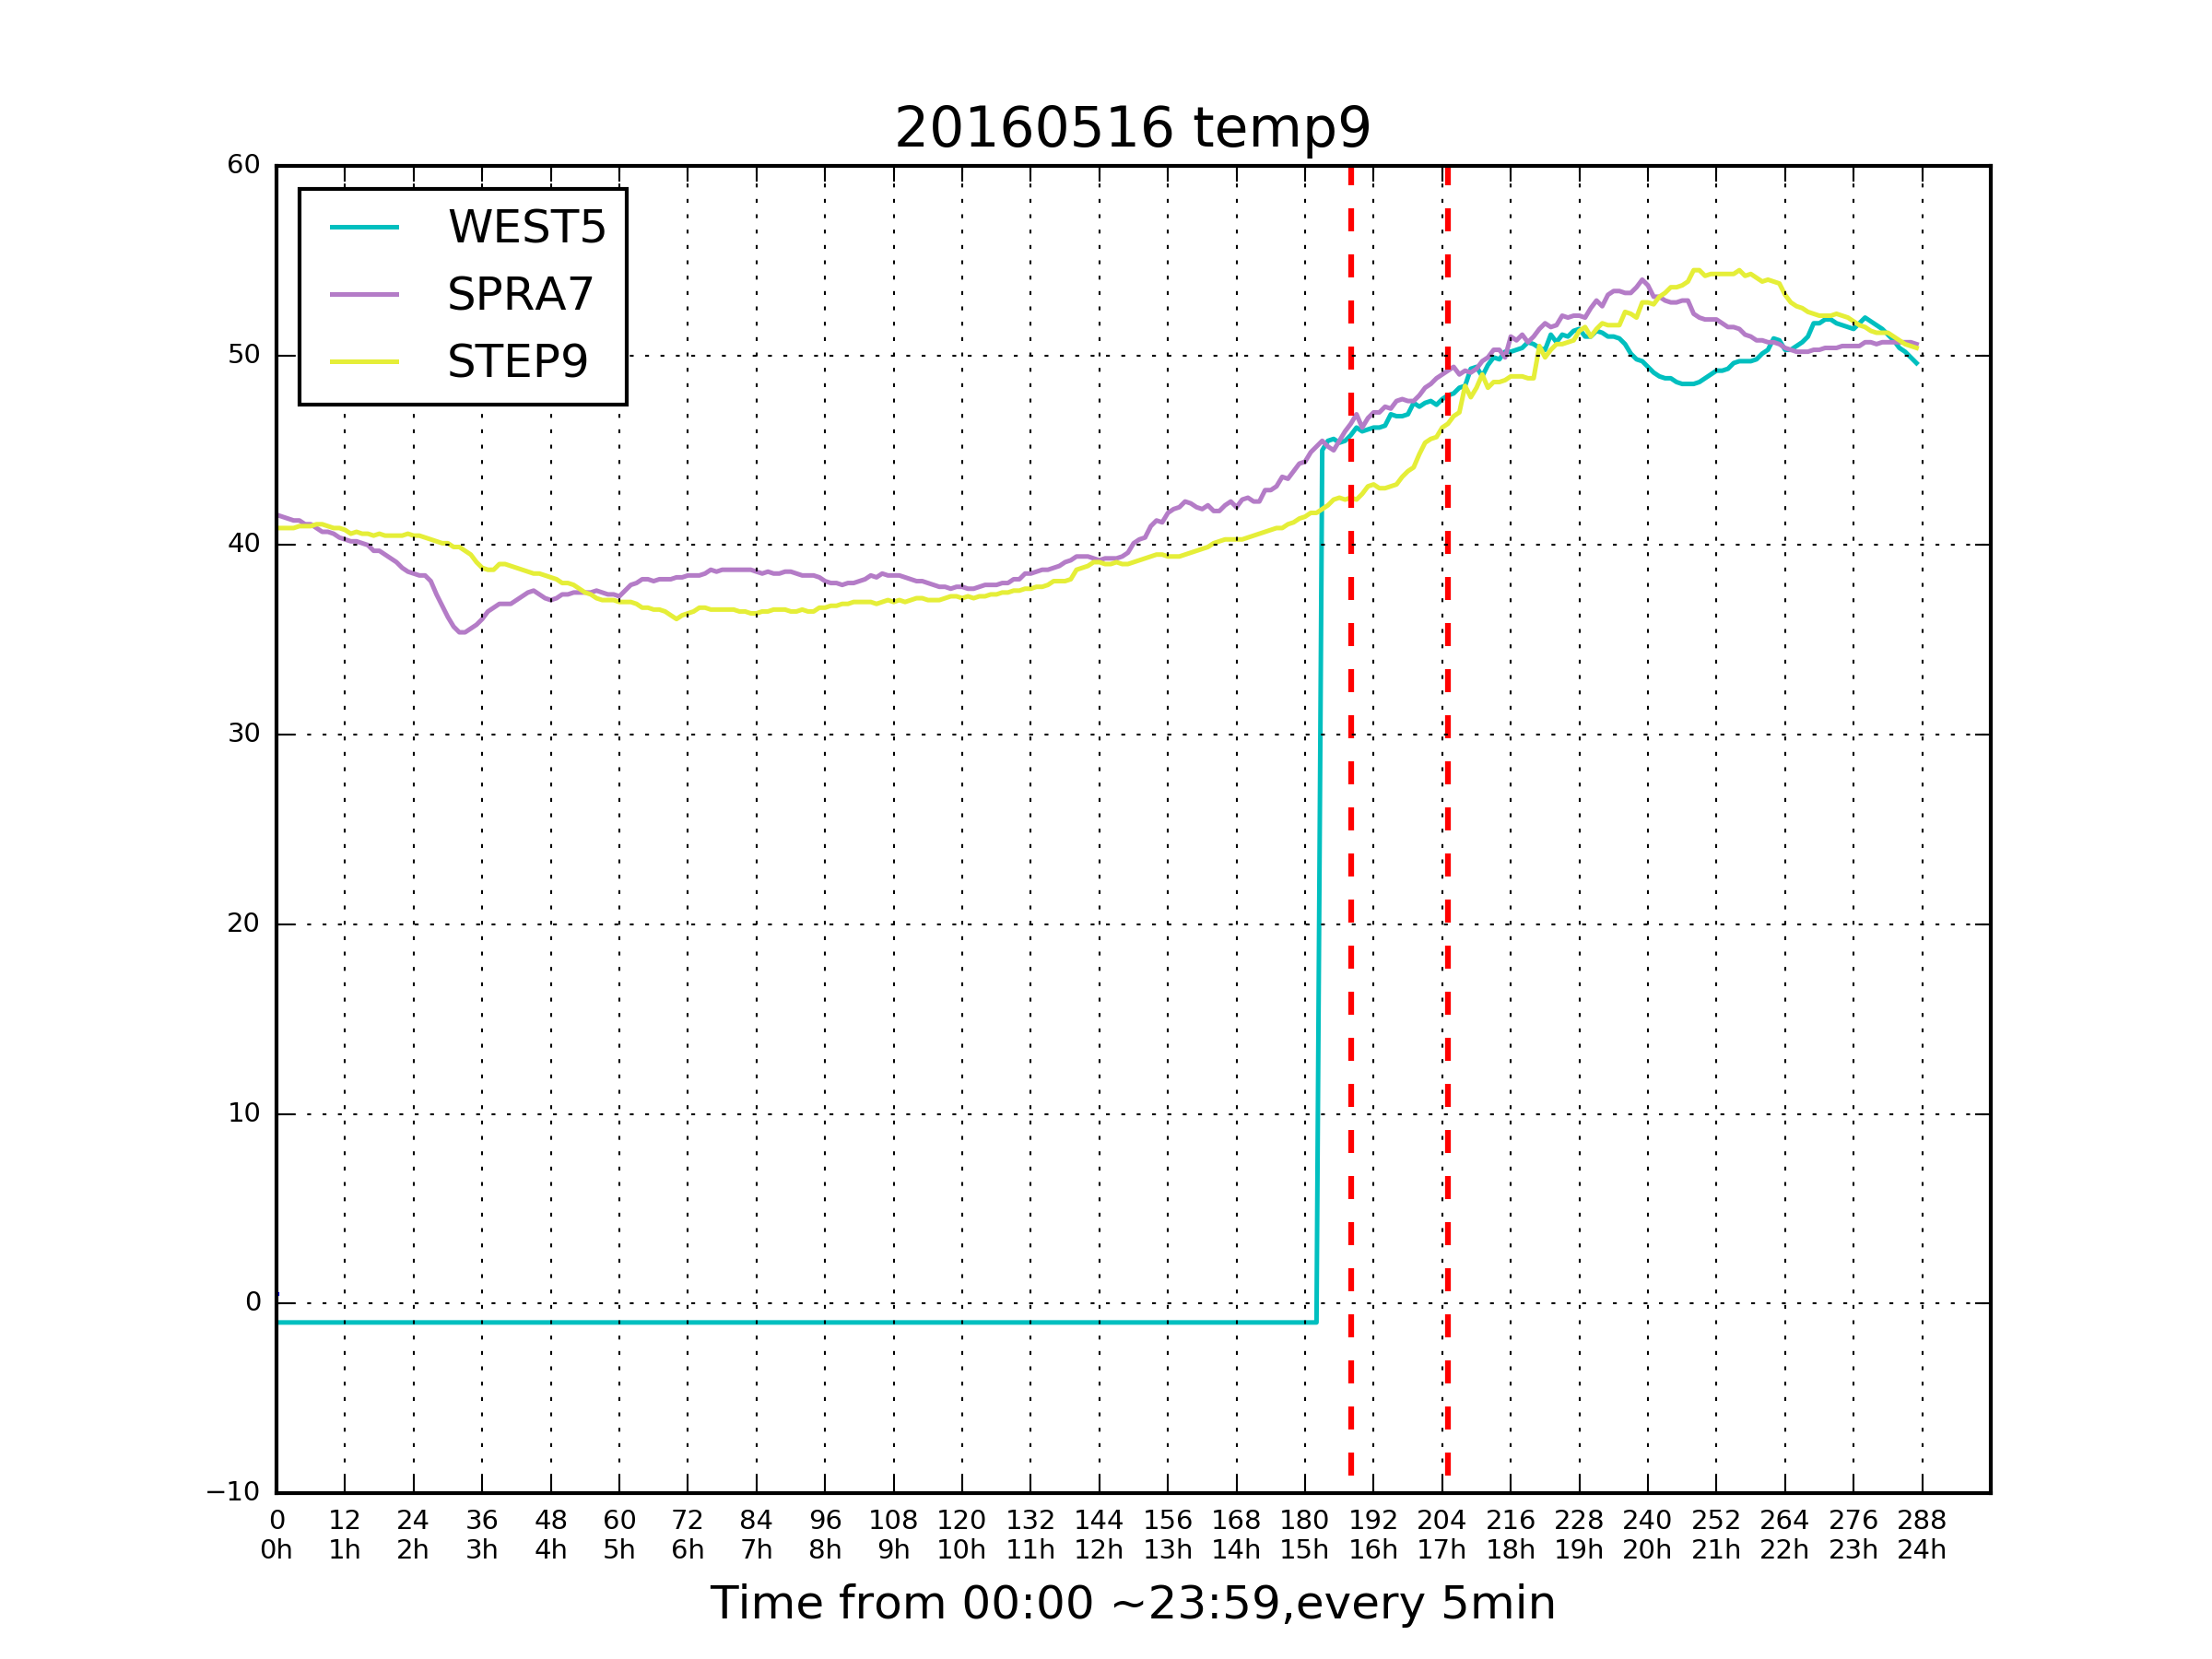 20160516 temp9
60
50
40
30
20
10
0
−10
WEST5
SPRA7
STEP9
0 12 24 36 48 60 72 84 96 108 120 132 144 156 168 180 192 204 216 228 240 252 264 276 288
0h 1h 2h 3h 4h 5h 6h 7h 8h 9h 10h 11h 12h 13h 14h 15h 16h 17h 18h 19h 20h 21h 22h 23h 24h
Time from 00:00 ~23:59,every 5min